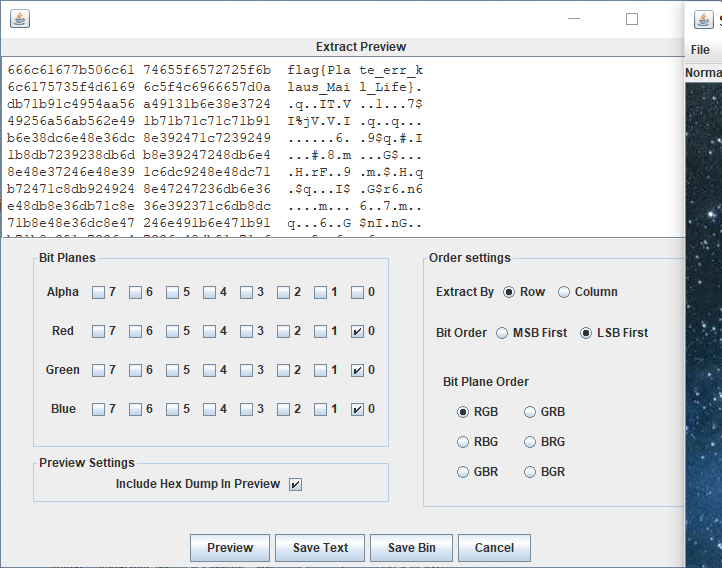 Extract Preview
666c61677b506c61 74655f6572725f6b flag{Pla te_err_k
6c6175735f4d6169 6c5f4c6966657d0a laus_Mai l_Life}.
db71b91c4954aa56 a49131b6e38e3724 .q..IT.V ..1...7$
49256a56ab562e49 1b71b71c71c71b91 I%jV.V.I .q..q...
b6e38dc6e48e36dc 8e392471c7239249 ......6. .9$q.#.I
1b8db7239238db6d b8e39247248db6e4 ...#.8.m ...G$...
8e48e37246e48e39 1c6dc9248e48dc71 .H.rF..9 .m.$.H.q
b72471c8db924924 8e47247236db6e36 .$q...I$ .G$r6.n6
e48db8e36db71c8e 36e392371c6db8dc ....m... 6..7.m..
71b8e48e36dc8e47 246e491b6e471b91 q...6..G $nI.nG..
Bit Planes
Alpha 7 6 5 4 3 2 1 0
Red 7 6 5 4 3 2 1 0
Green 7 6 5 4 3 2 1 0
Blue 7 6 5 4 3 2 1 0
Preview Settings
Include Hex Dump In Preview
Order settings
Extract By Row Column
Bit Order MSB First LSB First
Bit Plane Order
RGB GRB
RBG BRG
GBR BGR
Preview Save Text Save Bin Cancel
File
Norma